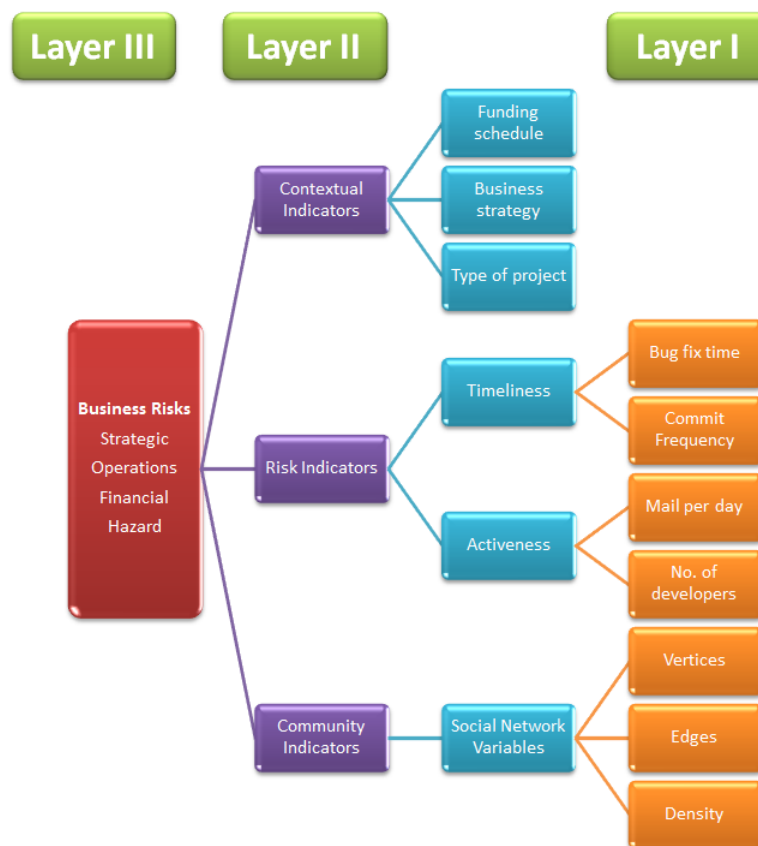 Layer III
Layer II
Layer I
Funding
schedule
Contextual
Indicators
Business
strategy
Type of project
Business Risks
Strategic
Operations
Financial
Hazard
Risk Indicators
Timeliness
Bug fix time
Commit
Frequency
Activeness
Mail per day
No. of
developers
Community
Indicators
Social Network
Variables
Vertices
Edges
Density